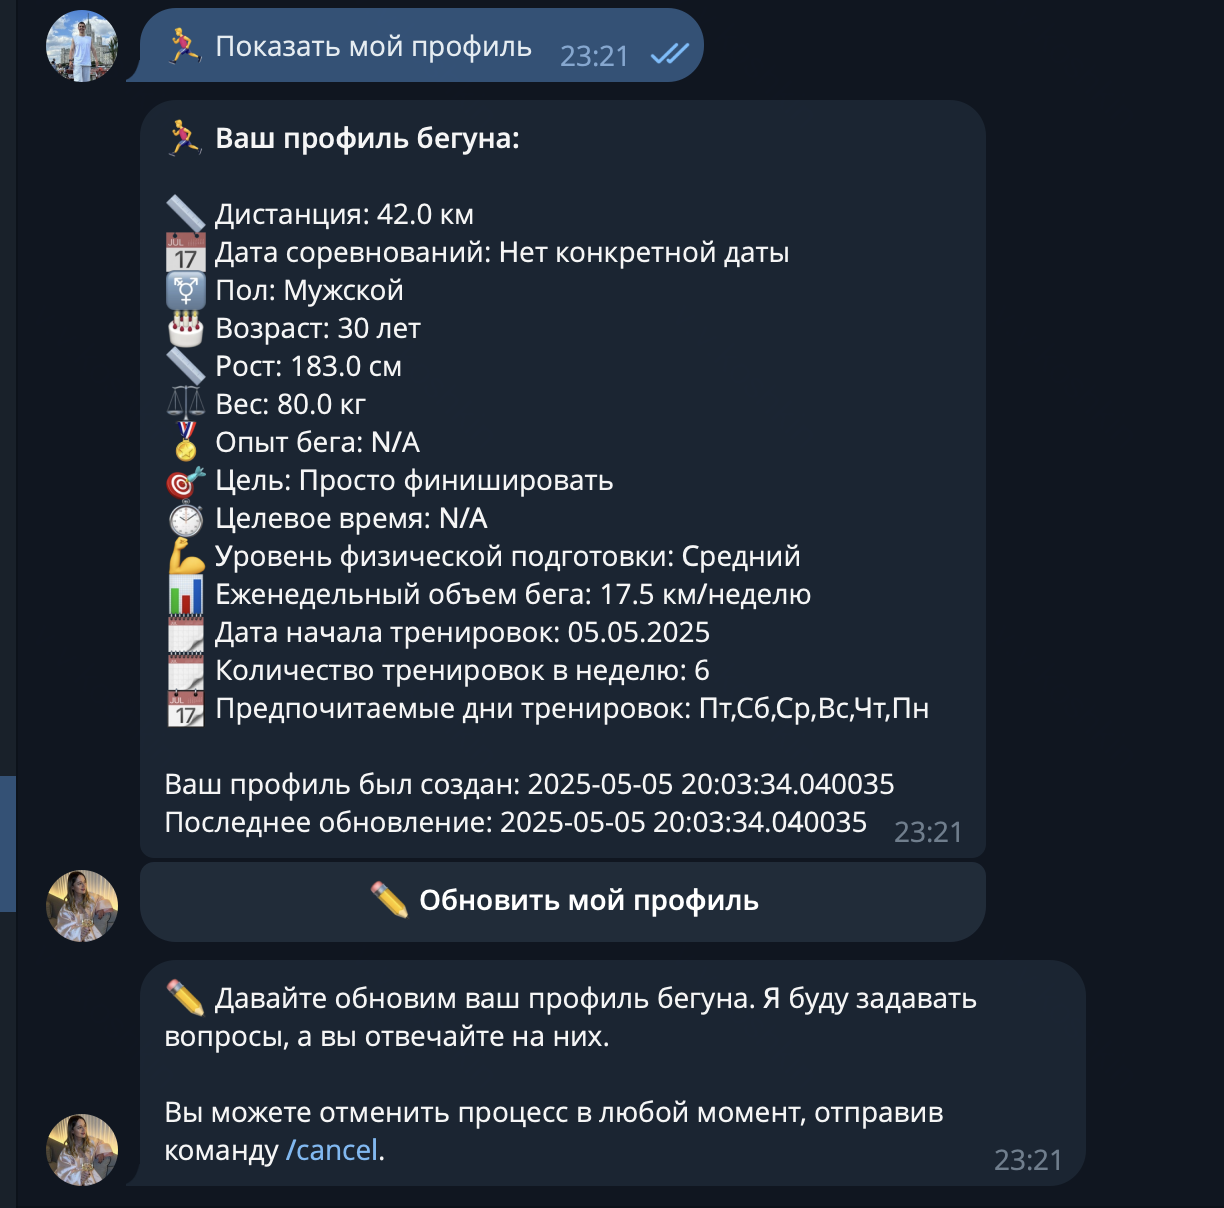 🏃 Показать мой профиль 23:21
🏃 Ваш профиль бегуна:
📏 Дистанция: 42.0 км
📅 Дата соревнований: Нет конкретной даты
⚧ Пол: Мужской
🎂 Возраст: 30 лет
📏 Рост: 183.0 см
⚖️ Вес: 80.0 кг
🏅 Опыт бега: N/A
🎯 Цель: Просто финишировать
⏱ Целевое время: N/A
💪 Уровень физической подготовки: Средний
📊 Еженедельный объем бега: 17.5 км/неделю
📆 Дата начала тренировок: 05.05.2025
📆 Количество тренировок в неделю: 6
📅 Предпочитаемые дни тренировок: Пт,Сб,Ср,Вс,Чт,Пн
Ваш профиль был создан: 2025-05-05 20:03:34.040035
Последнее обновление: 2025-05-05 20:03:34.040035 23:21
✏️ Обновить мой профиль
✏️ Давайте обновим ваш профиль бегуна. Я буду задавать
вопросы, а вы отвечайте на них.
Вы можете отменить процесс в любой момент, отправив
команду /cancel. 23:21